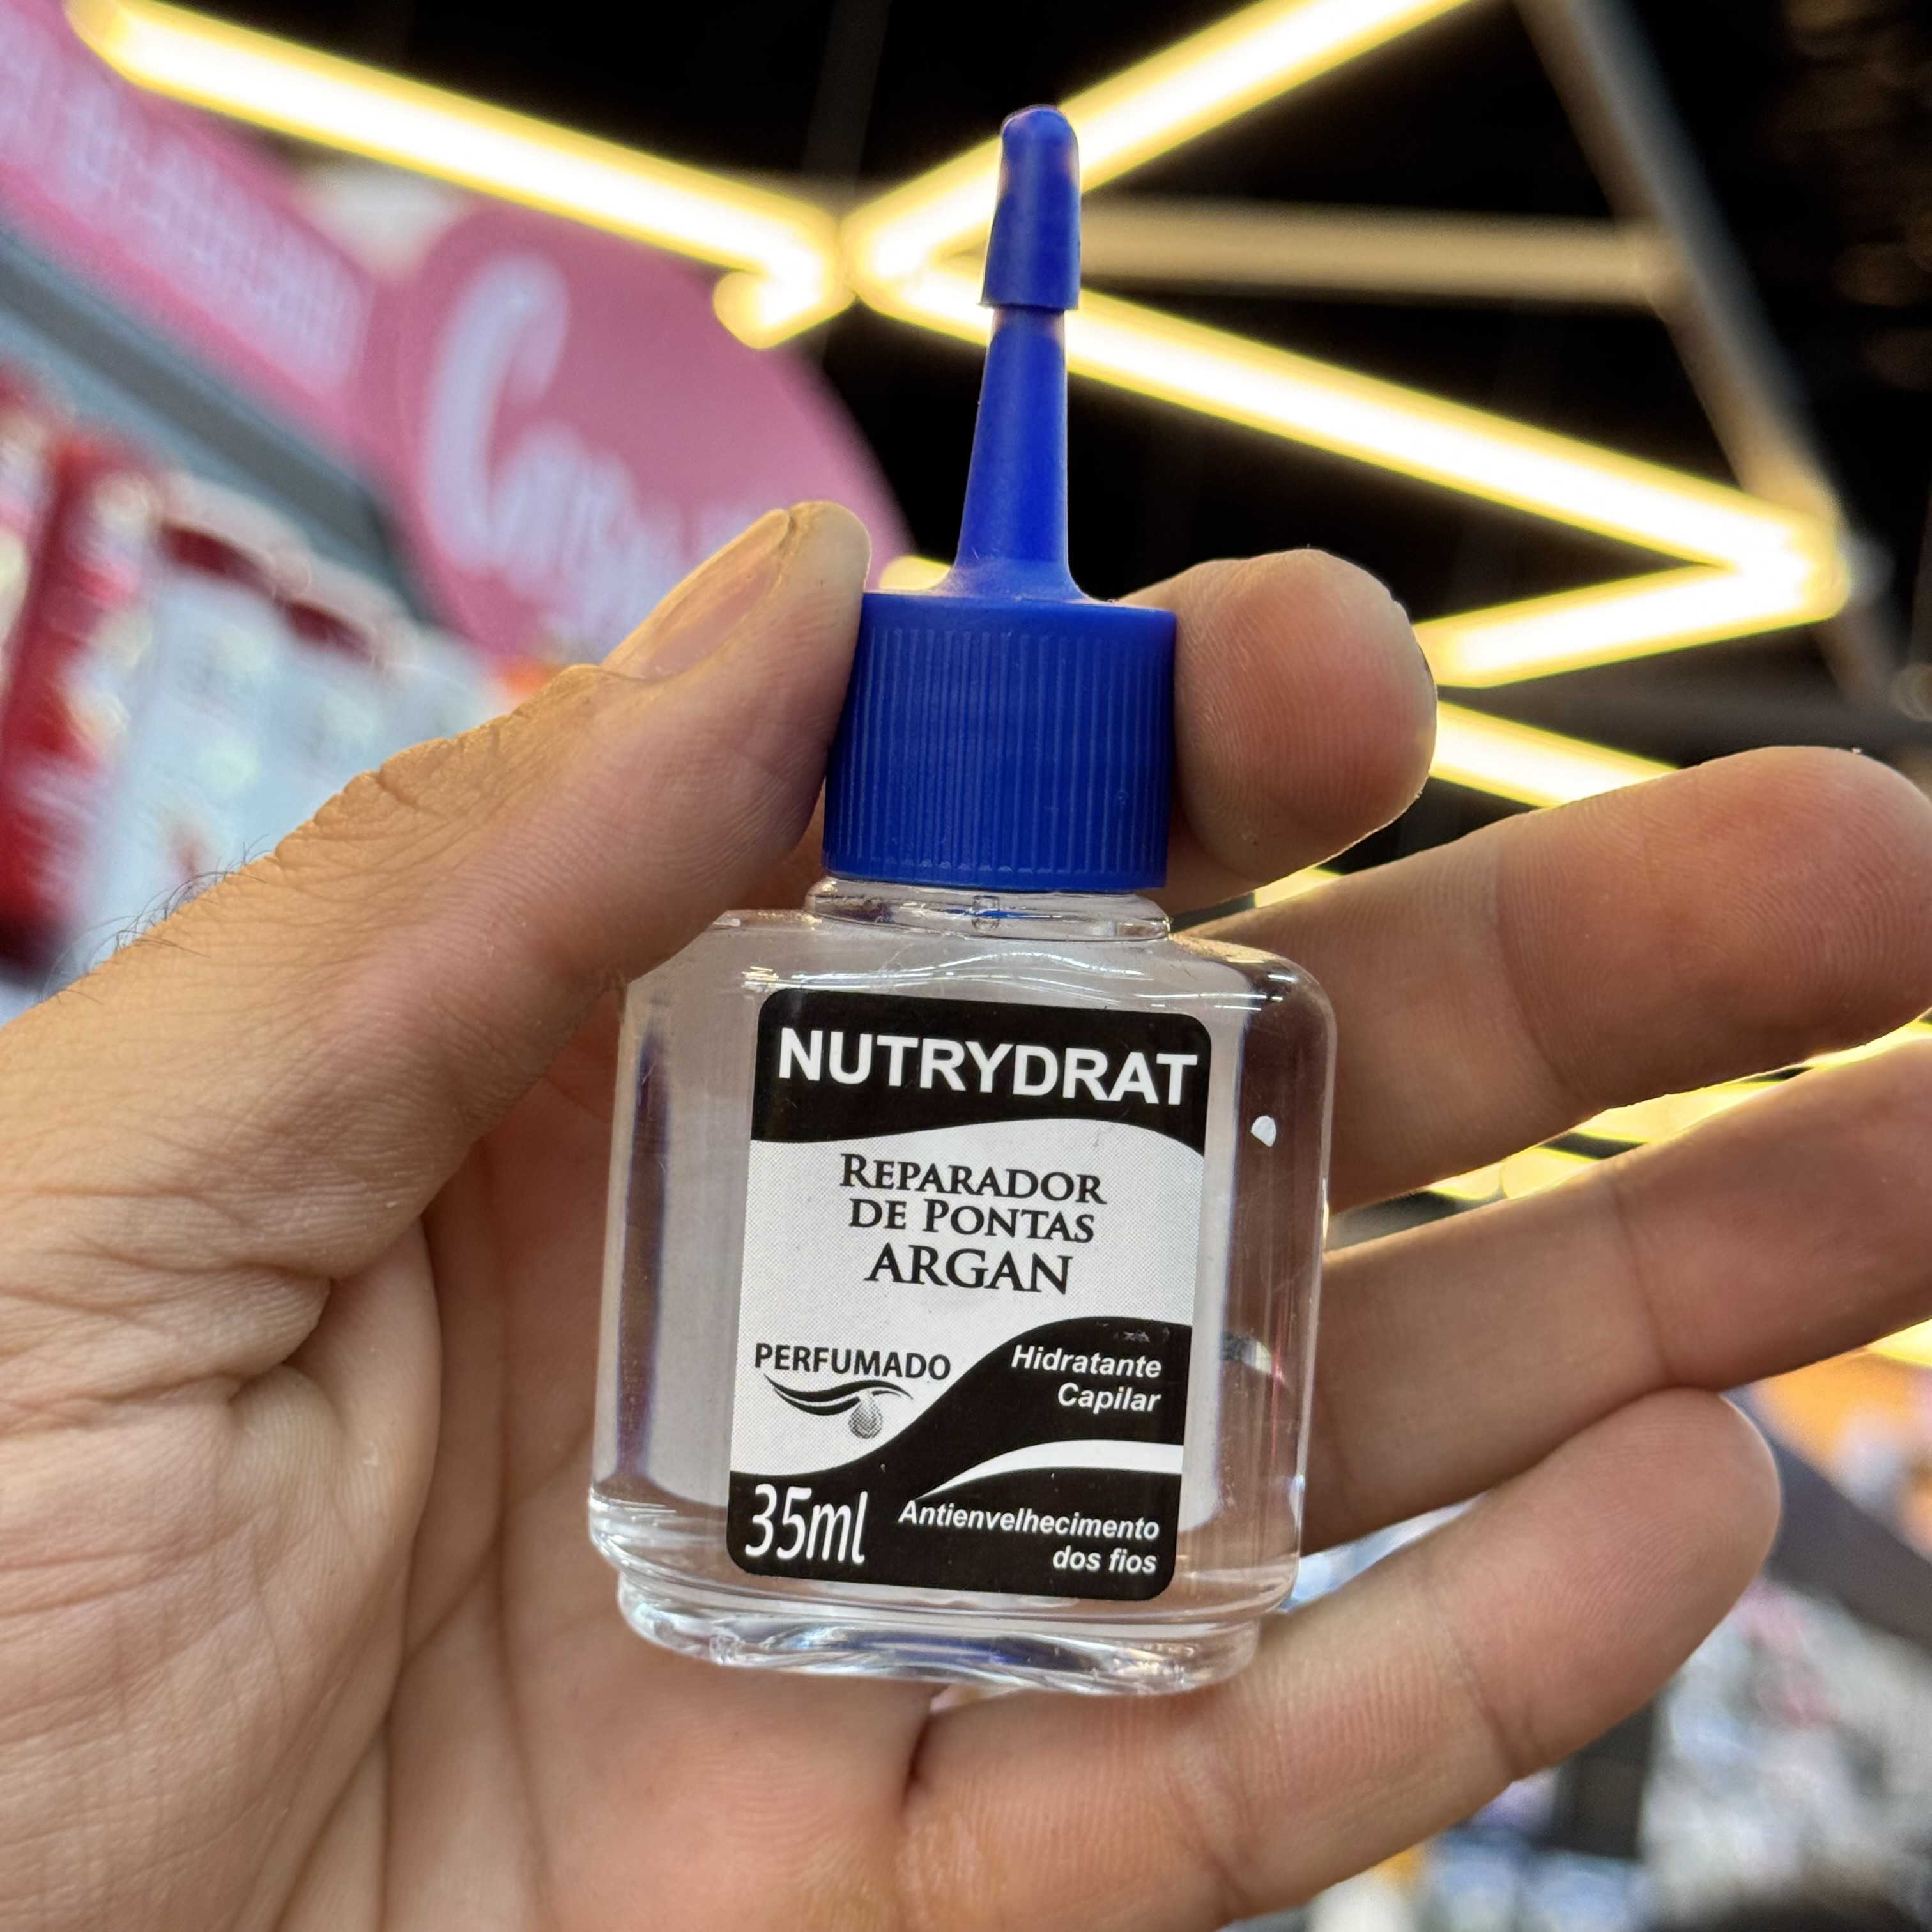 NUTRYDRAT
REPARADOR
DE PONTAS
ARGAN
PERFUMADO
Hidratante
Capilar
35ml
Antienvelhecimento
dos fios